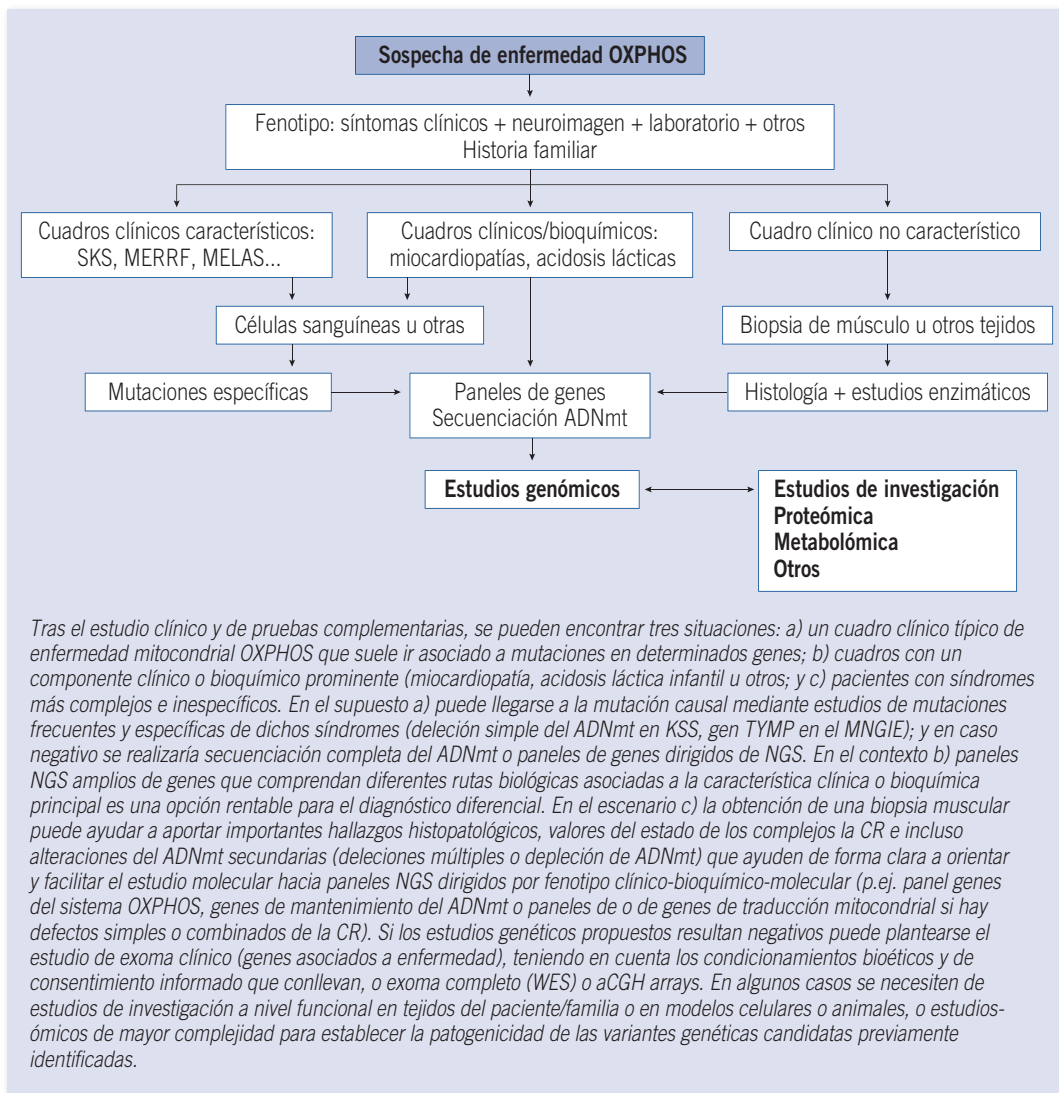 Sospecha de enfermedad OXPHOS
Fenotipo: síntomas clínicos + neuroimagen + laboratorio + otros
Historia familiar
Cuadros clínicos característicos:
SKS, MERRF, MELAS...
Cuadros clínicos/bioquímicos:
miocardiopatías, acidosis lácticas
Cuadro clínico no característico
Células sanguíneas u otras
Biopsia de músculo u otros tejidos
Mutaciones específicas
Paneles de genes
Secuenciación ADNmt
Histología + estudios enzimáticos
Estudios genómicos
Estudios de investigación
Proteómica
Metabolómica
Otros
Tras el estudio clínico y de pruebas complementarias, se pueden encontrar tres situaciones: a) un cuadro clínico típico de
enfermedad mitocondrial OXPHOS que suele ir asociado a mutaciones en determinados genes; b) cuadros con un
componente clínico o bioquímico prominente (miocardiopatía, acidosis láctica infantil u otros; y c) pacientes con síndromes
más complejos e inespecíficos. En el supuesto a) puede llegarse a la mutación causal mediante estudios de mutaciones
frecuentes y específicas de dichos síndromes (deleción simple del ADNmt en KSS, gen TYMP en el MNGIE); y en caso
negativo se realizaría secuenciación completa del ADNmt o paneles de genes dirigidos de NGS. En el contexto b) paneles
NGS amplios de genes que comprendan diferentes rutas biológicas asociadas a la característica clínica o bioquímica
principal es una opción rentable para el diagnóstico diferencial. En el escenario c) la obtención de una biopsia muscular
puede ayudar a aportar importantes hallazgos histopatológicos, valores del estado de los complejos la CR e incluso
alteraciones del ADNmt secundarias (deleciones múltiples o depleción de ADNmt) que ayuden de forma clara a orientar
y facilitar el estudio molecular hacia paneles NGS dirigidos por fenotipo clínico-bioquímico-molecular (p.ej. panel genes
del sistema OXPHOS, genes de mantenimiento del ADNmt o paneles de o de genes de traducción mitocondrial si hay
defectos simples o combinados de la CR). Si los estudios genéticos propuestos resultan negativos puede plantearse el
estudio de exoma clínico (genes asociados a enfermedad), teniendo en cuenta los condicionamientos bioéticos y de
consentimiento informado que conllevan, o exoma completo (WES) o aCGH arrays. En algunos casos se necesiten de
estudios de investigación a nivel funcional en tejidos del paciente/familia o en modelos celulares o animales, o estudios-
ómicos de mayor complejidad para establecer la patogenicidad de las variantes genéticas candidatas previamente
identificadas.